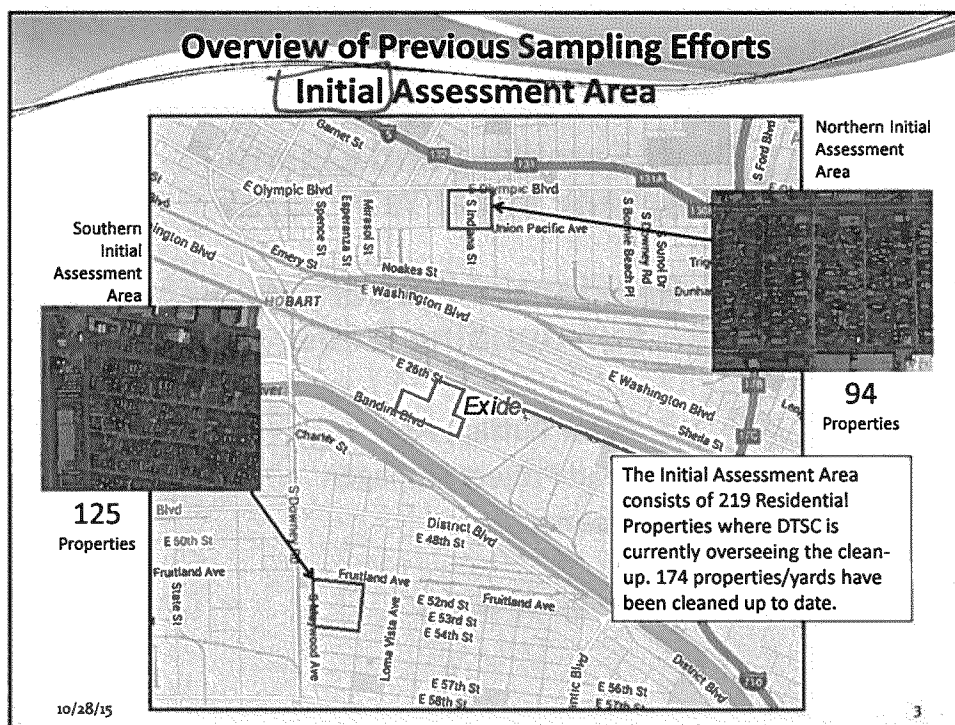 Overview of Previous Sampling Efforts
Initial Assessment Area
Northern Initial
Assessment
Area
94
Properties
Southern
Initial
Assessment
Area
125
Properties
Garnet St
S Ford Blvd
E Olympic Blvd
E Olympic Blvd
S Indiana St
Union Pacific Ave
Spence St
Esperanza St
Mirasol St
S Bonnie Beach Pl
S Downey Rd
S Sunol Dr
Noakes St
Emery St
E Washington Blvd
HOBART
E 26th St
Bandini Blvd
Exide
E Washington Blvd
Sheila St
Charter St
District Blvd
Blvd
E 50th St
E 48th St
Fruitland Ave
Fruitland Ave
Fruitland Ave
State St
S Maywood Ave
Loma Vista Ave
E 52nd St
E 53rd St
E 54th St
E 57th St
E 58th St
E 56th St
E 57th St
District Blvd
710
The Initial Assessment Area
consists of 219 Residential
Properties where DTSC is
currently overseeing the clean-
up. 174 properties/yards have
been cleaned up to date.
10/28/15
3